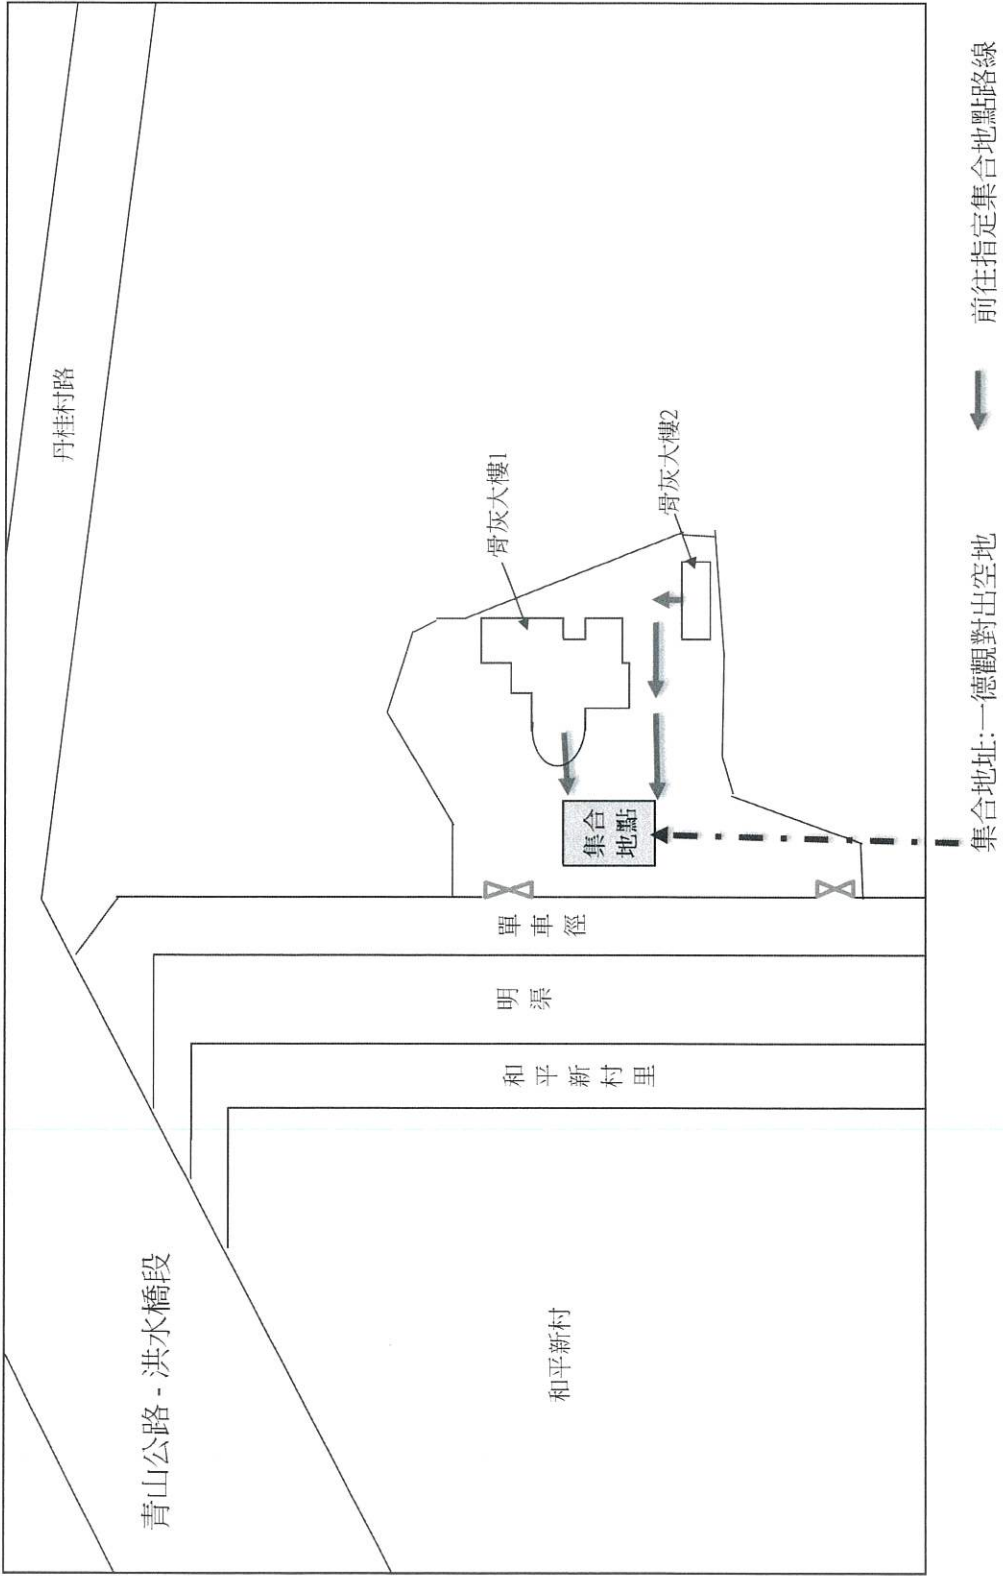 青山公路 - 洪水橋段
丹桂村路
和平新村
和平新村里
明渠
單車徑
集合
地點
骨灰大樓1
骨灰大樓2
集合地址:一德觀對出空地
前往指定集合地點路線